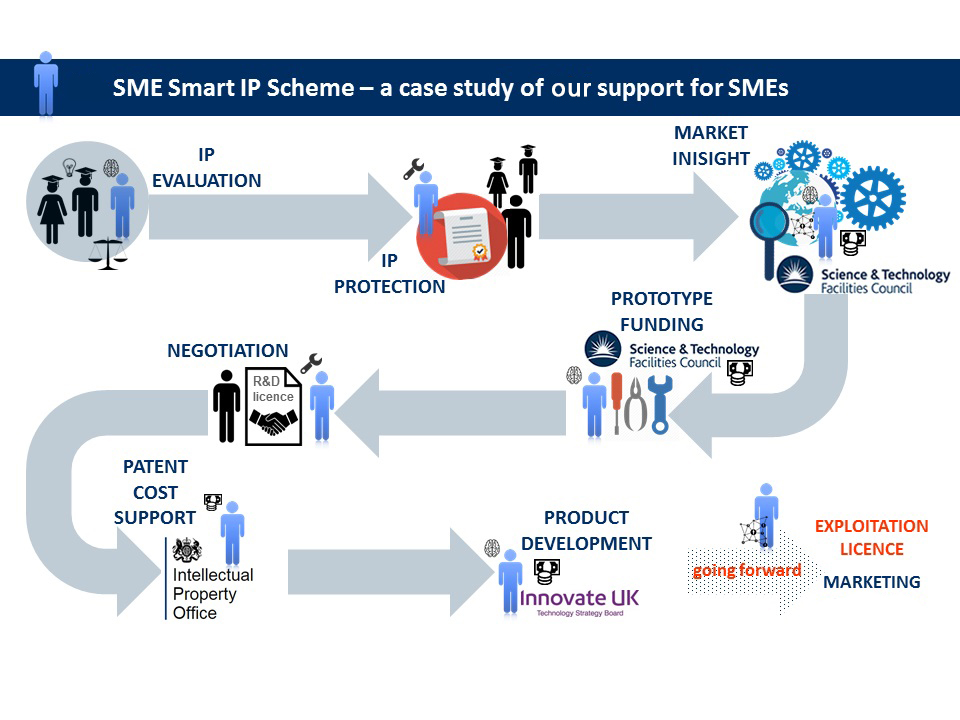 SME Smart IP Scheme – a case study of our support for SMEs
IP
EVALUATION
IP
PROTECTION
MARKET
INISIGHT
Science & Technology
Facilities Council
PROTOTYPE
FUNDING
Science & Technology
Facilities Council
NEGOTIATION
R&D
licence
PATENT
COST
SUPPORT
Intellectual
Property
Office
PRODUCT
DEVELOPMENT
Innovate UK
Technology Strategy Board
going forward
EXPLOITATION
LICENCE
MARKETING